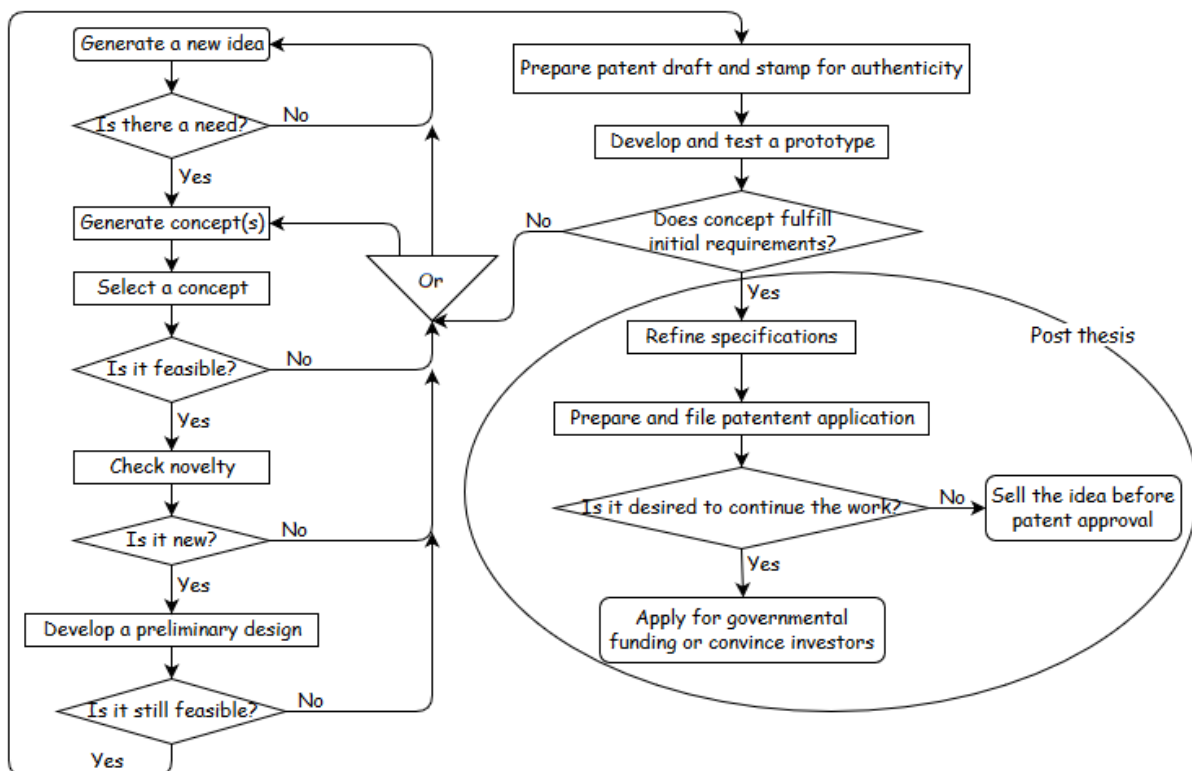 Generate a new idea
Is there a need?
No
Yes
Generate concept(s)
Select a concept
Or
Is it feasible?
No
Yes
Check novelty
Is it new?
No
Yes
Develop a preliminary design
Is it still feasible?
No
Yes
Prepare patent draft and stamp for authenticity
Develop and test a prototype
Does concept fulfill
initial requirements?
No
Yes
Post thesis
Refine specifications
Prepare and file patentent application
Is it desired to continue the work?
No
Sell the idea before
patent approval
Yes
Apply for governmental
funding or convince investors